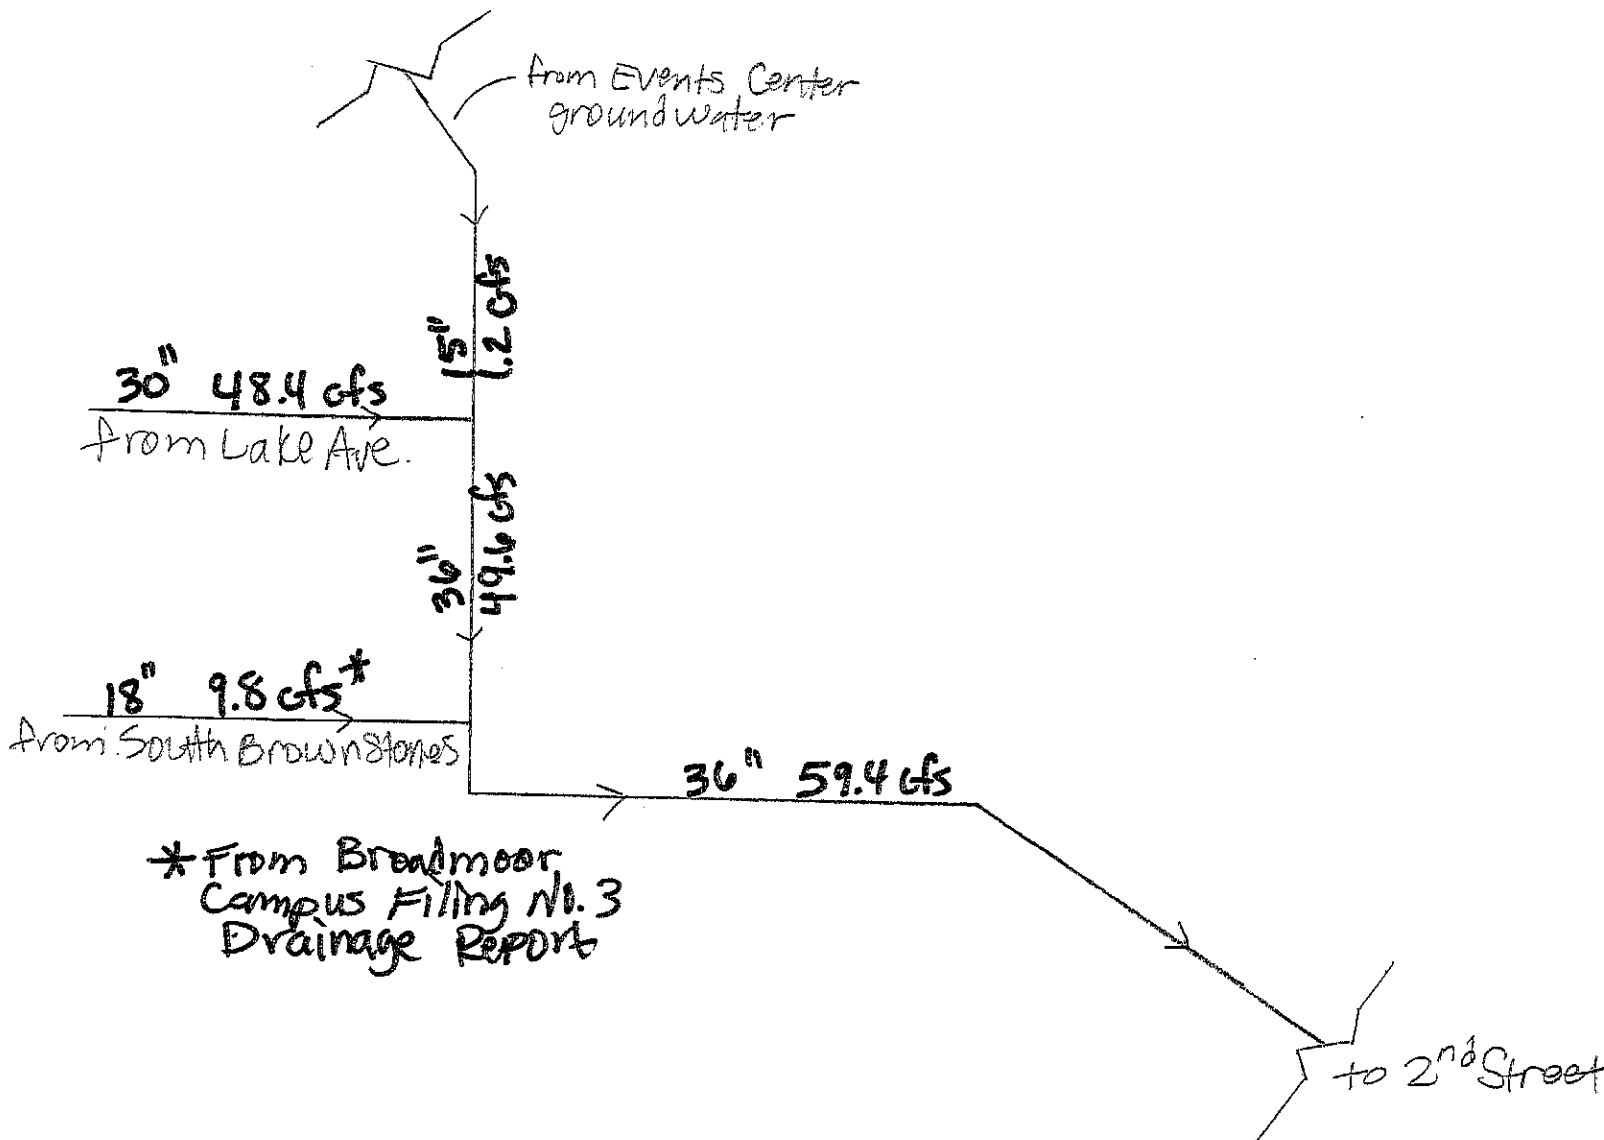 from Events Center
groundwater
15"
1.2 cfs
30" 48.4 cfs
from Lake Ave.
36"
49.6 cfs
18" 9.8 cfs*
from South Brownstones
36" 59.4 cfs
*From Broadmoor
Campus Filing No. 3
Drainage Report
to 2nd Street